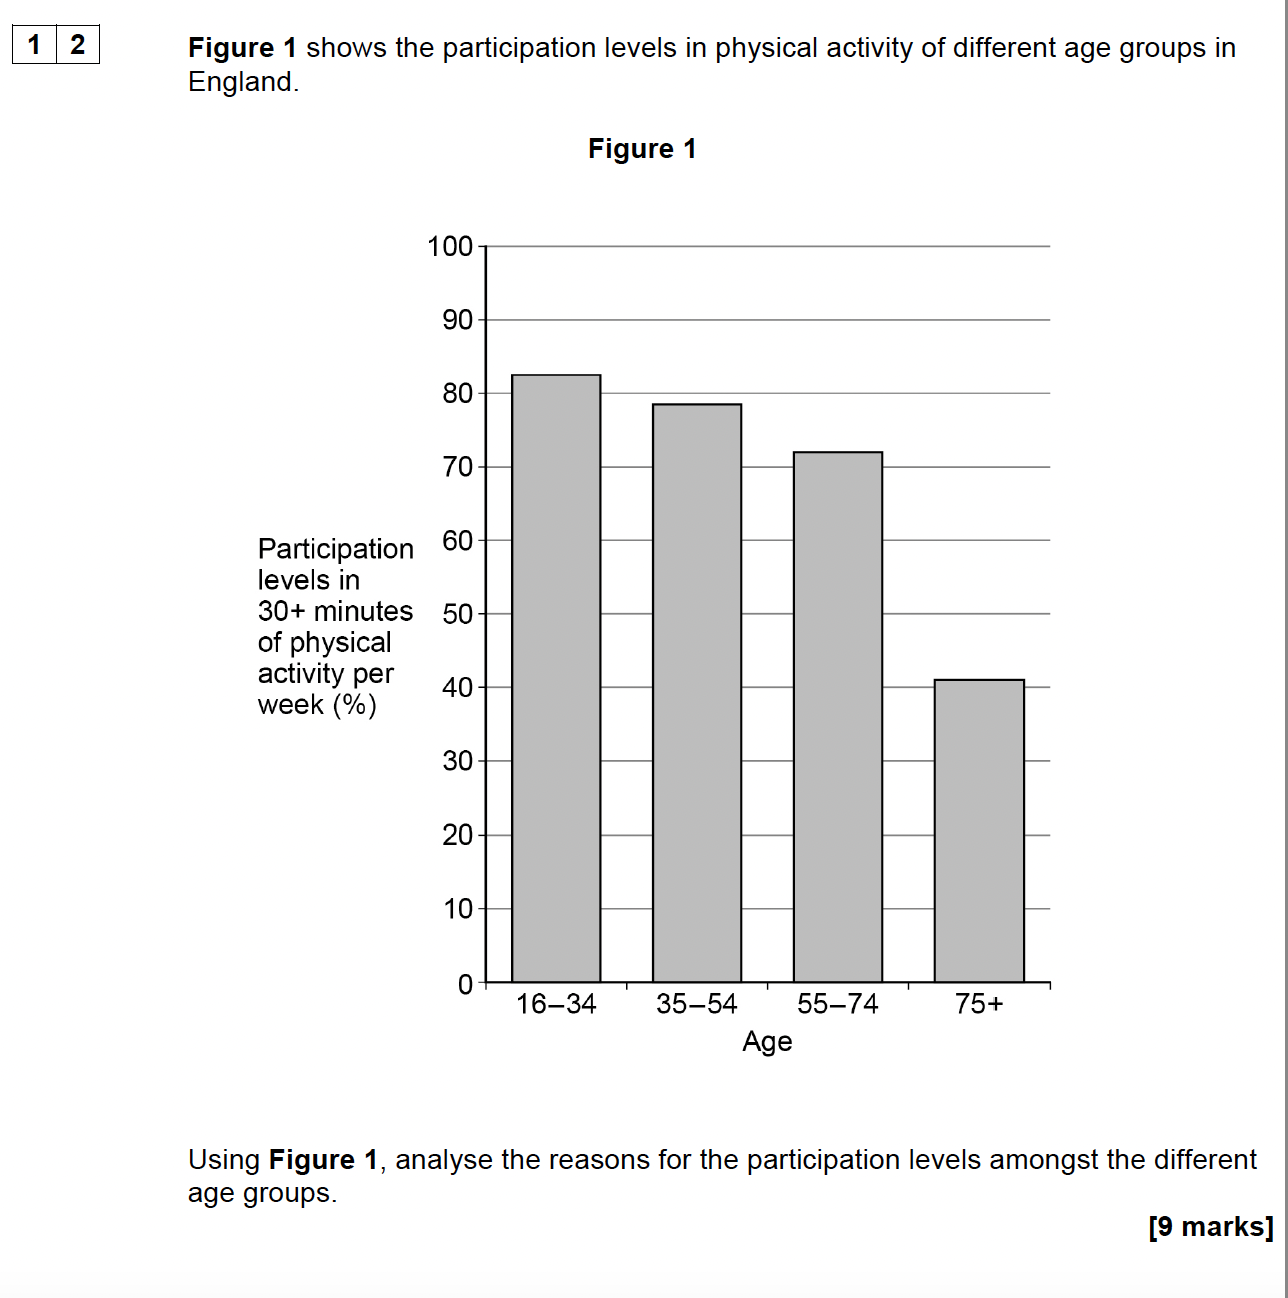 1 2
Figure 1 shows the participation levels in physical activity of different age groups in
England.
Figure 1
100
90
80
70
60
50
40
30
20
10
0
Participation
levels in
30+ minutes
of physical
activity per
week (%)
16–34 35–54 55–74 75+
Age
Using Figure 1, analyse the reasons for the participation levels amongst the different
age groups.
[9 marks]